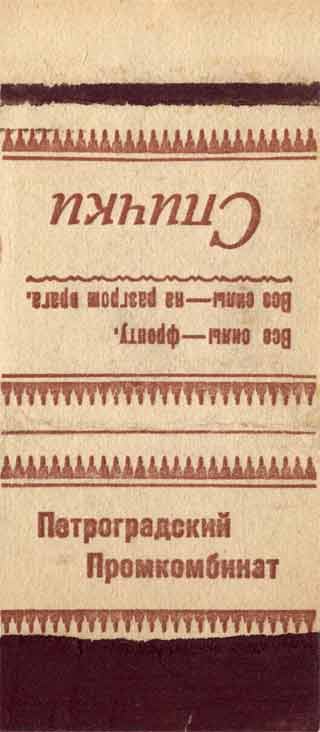 Все силы—фронту,
Все силы—на разгром врага.
Спички
Петроградский
Промкомбинат